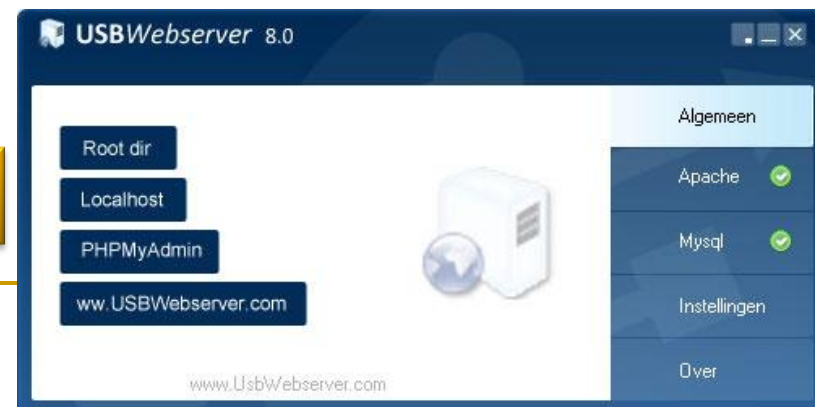 USBWebserver 8.0
Root dir
Localhost
PHPMyAdmin
ww.USBWebserver.com
www.UsbWebserver.com
Algemeen
Apache
Mysql
Instellingen
Over